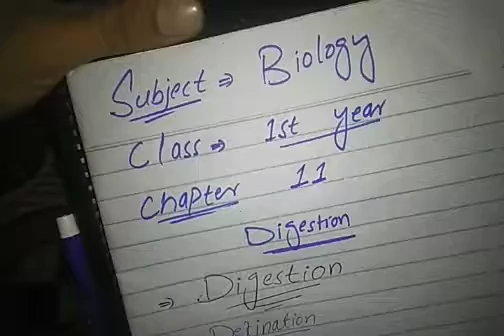 Subject ⇒ Biology
Class ⇒ 1st year
Chapter 11
Digestion
⇒ Digestion